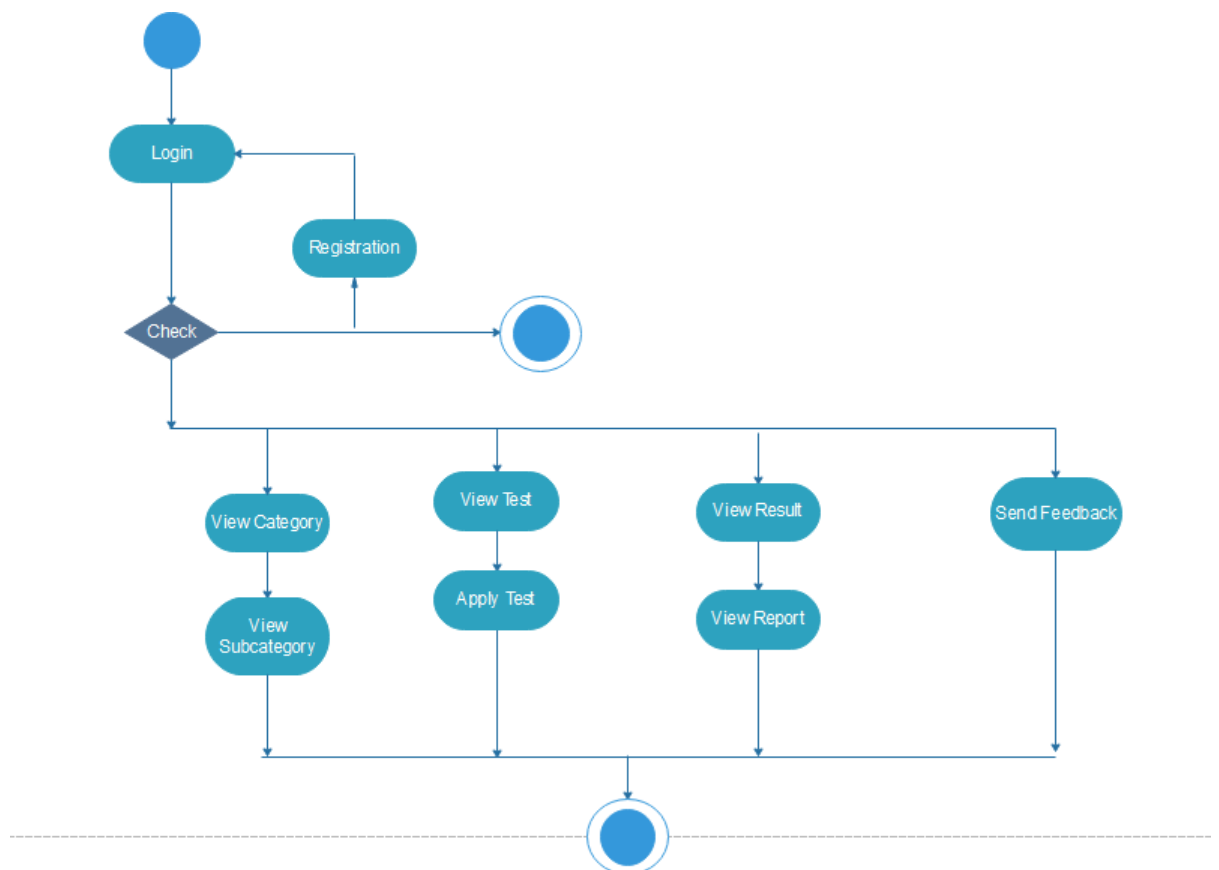 Login
Registration
Check
View Category
View Test
View Result
Send Feedback
Apply Test
View
Subcategory
View Report